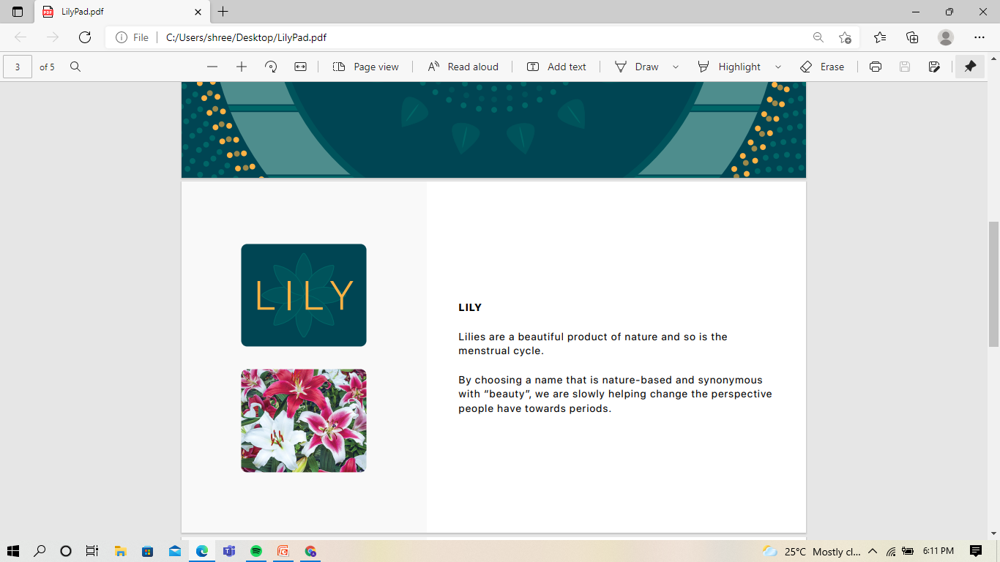 LilyPad.pdf
File
C:/Users/shree/Desktop/LilyPad.pdf
3 of 5
Page view
Read aloud
Add text
Draw
Highlight
Erase
LILY
LILY
Lilies are a beautiful product of nature and so is the
menstrual cycle.
By choosing a name that is nature-based and synonymous
with “beauty”, we are slowly helping change the perspective
people have towards periods.
25°C Mostly cl...
6:11 PM